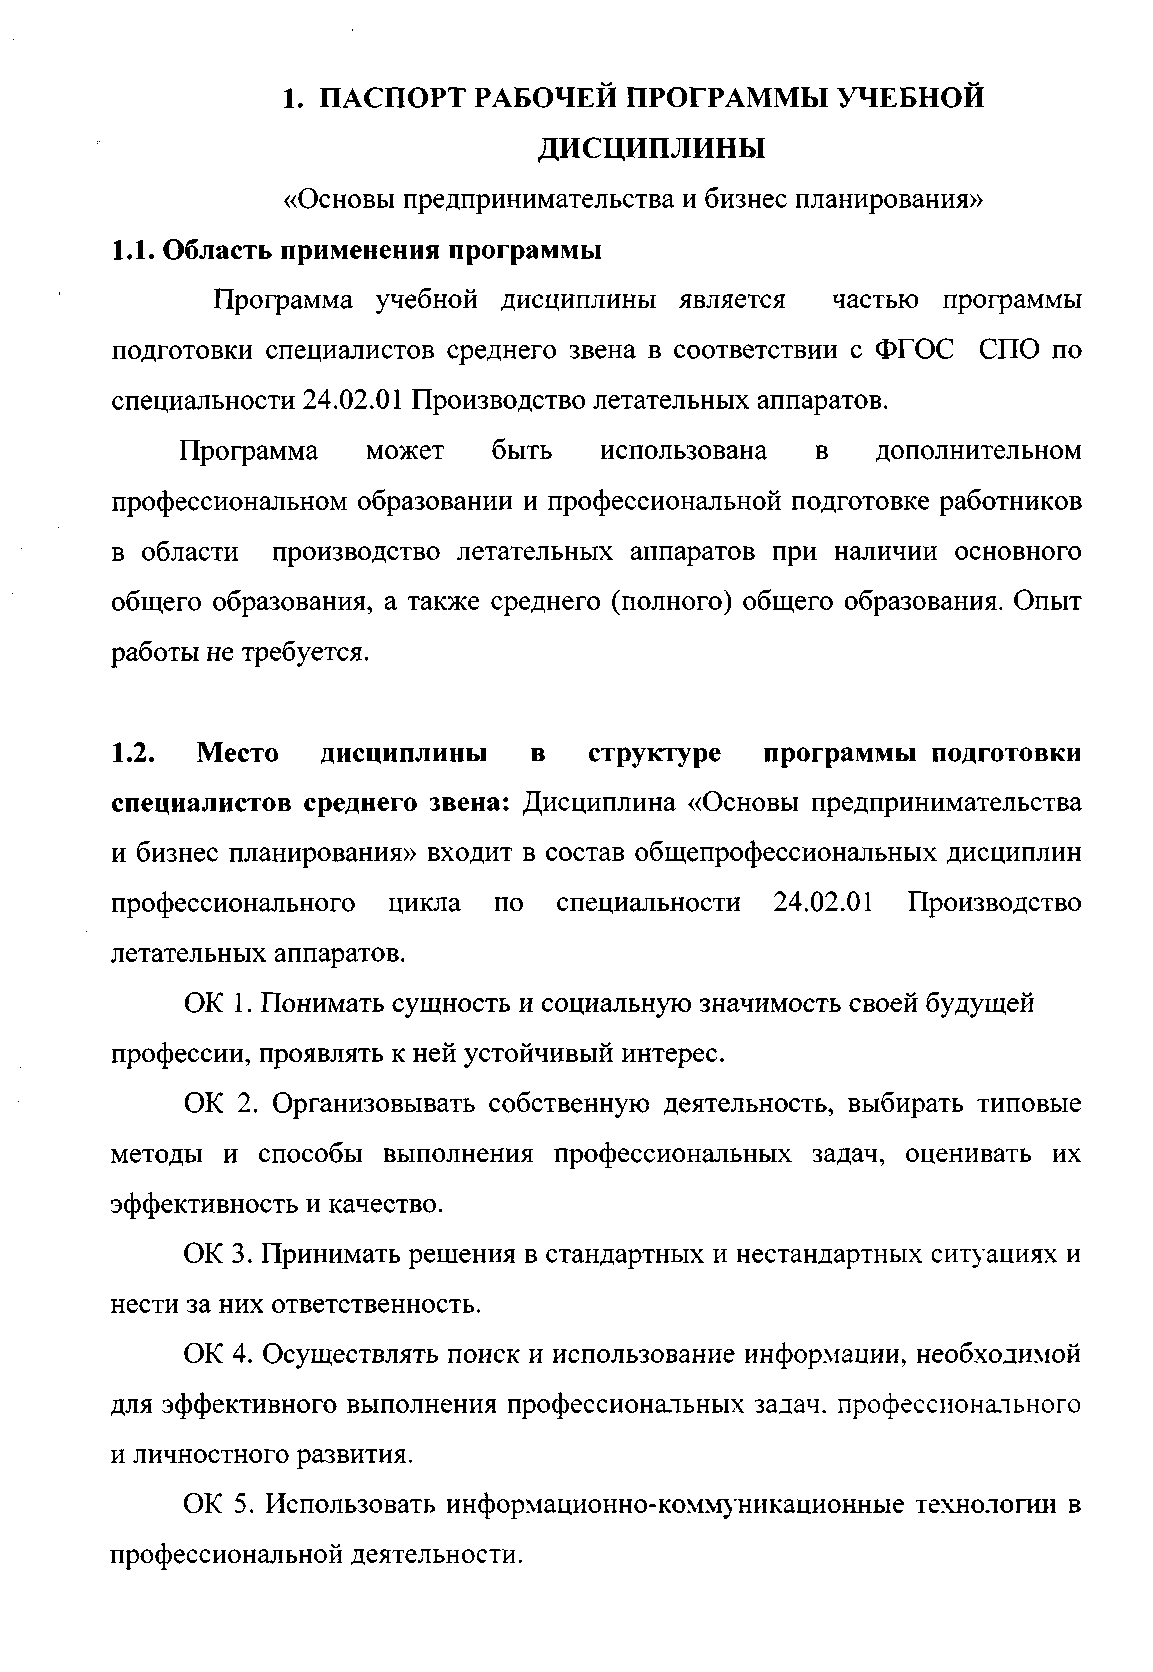 1. ПАСПОРТ РАБОЧЕЙ ПРОГРАММЫ УЧЕБНОЙ
ДИСЦИПЛИНЫ
«Основы предпринимательства и бизнес планирования»
1.1. Область применения программы
Программа учебной дисциплины является частью программы
подготовки специалистов среднего звена в соответствии с ФГОС СПО по
специальности 24.02.01 Производство летательных аппаратов.
Программа может быть использована в дополнительном
профессиональном образовании и профессиональной подготовке работников
в области производство летательных аппаратов при наличии основного
общего образования, а также среднего (полного) общего образования. Опыт
работы не требуется.
1.2. Место дисциплины в структуре программы подготовки
специалистов среднего звена: Дисциплина «Основы предпринимательства
и бизнес планирования» входит в состав общепрофессиональных дисциплин
профессионального цикла по специальности 24.02.01 Производство
летательных аппаратов.
ОК 1. Понимать сущность и социальную значимость своей будущей
профессии, проявлять к ней устойчивый интерес.
ОК 2. Организовывать собственную деятельность, выбирать типовые
методы и способы выполнения профессиональных задач, оценивать их
эффективность и качество.
ОК 3. Принимать решения в стандартных и нестандартных ситуациях и
нести за них ответственность.
ОК 4. Осуществлять поиск и использование информации, необходимой
для эффективного выполнения профессиональных задач. профессионального
и личностного развития.
ОК 5. Использовать информационно-коммуникационные технологии в
профессиональной деятельности.